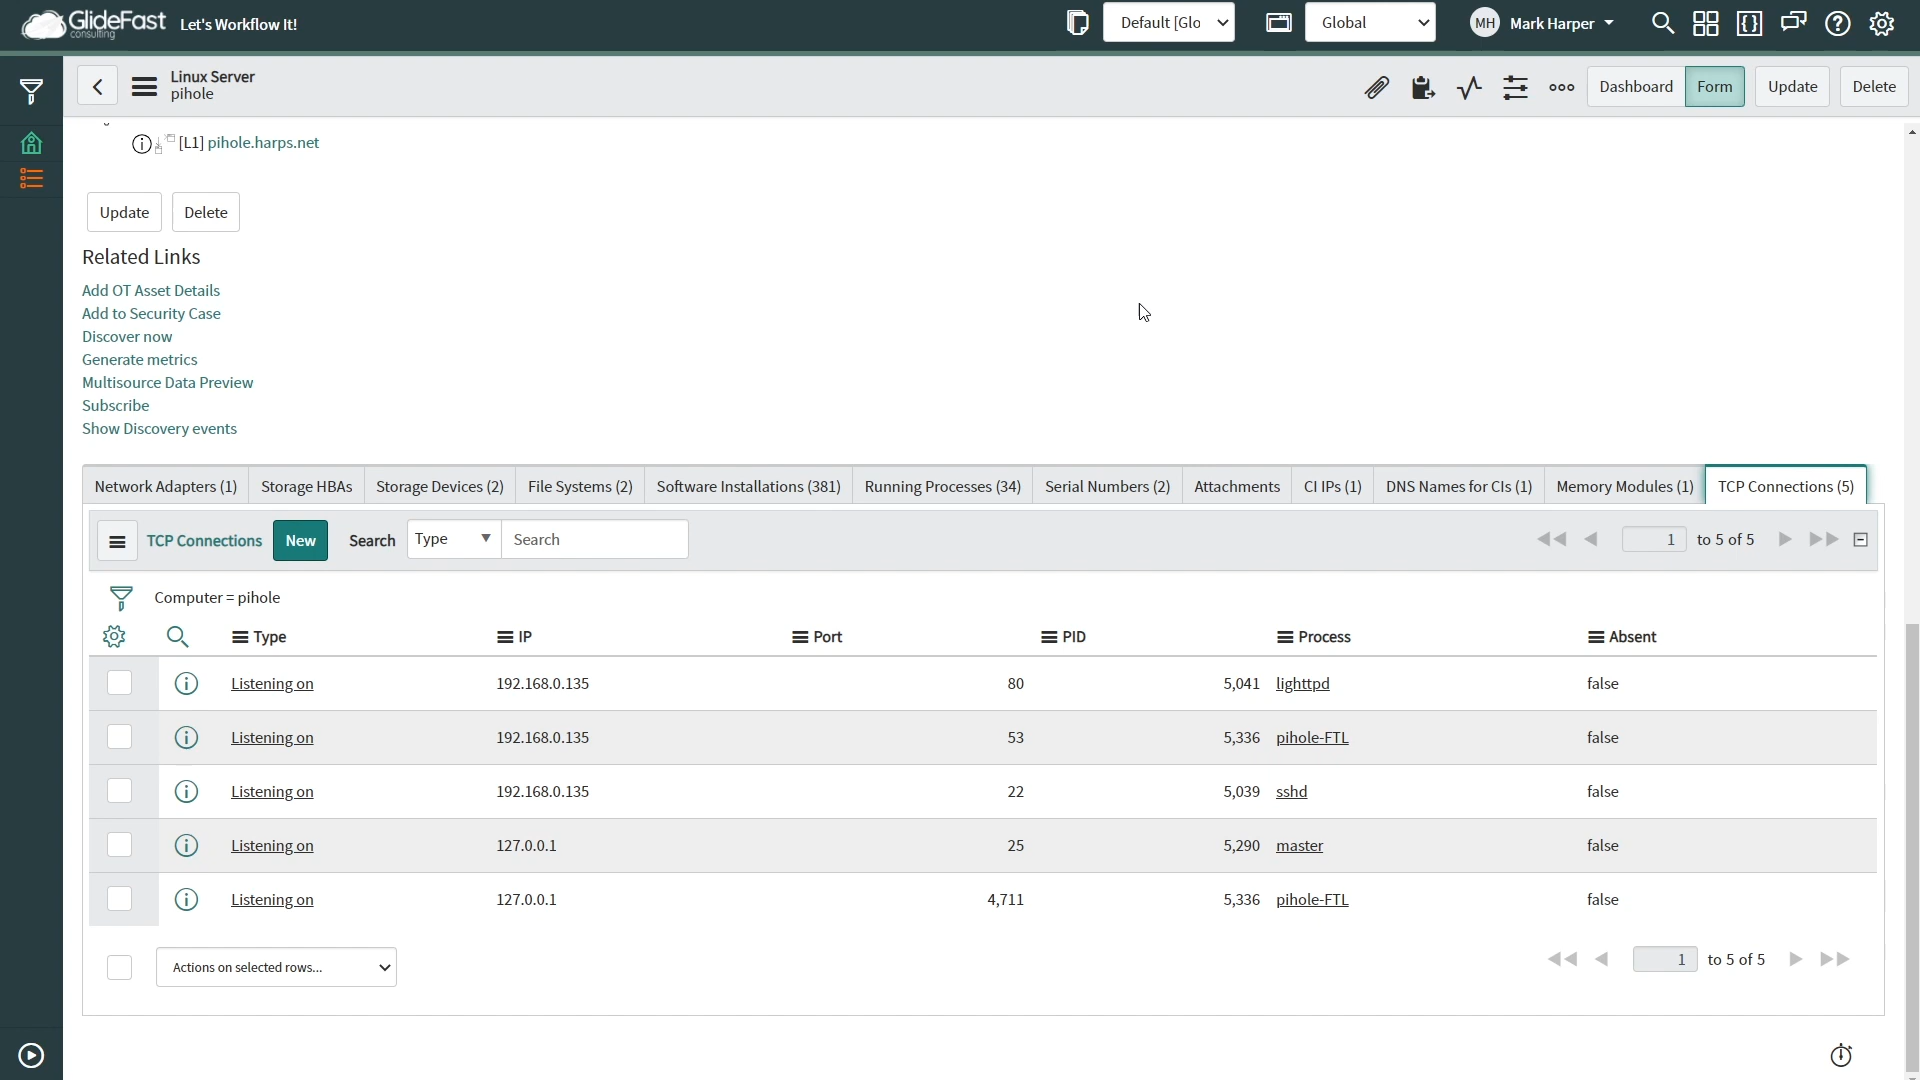 GlideFast
consulting
Let's Workflow It!
Default [Glo
Global
MH
Mark Harper
Linux Server
pihole
Dashboard
Form
Update
Delete
[L1] pihole.harps.net
Update
Delete
Related Links
Add OT Asset Details
Add to Security Case
Discover now
Generate metrics
Multisource Data Preview
Subscribe
Show Discovery events
Network Adapters (1)
Storage HBAs
Storage Devices (2)
File Systems (2)
Software Installations (381)
Running Processes (34)
Serial Numbers (2)
Attachments
CI IPs (1)
DNS Names for CIs (1)
Memory Modules (1)
TCP Connections (5)
TCP Connections
New
Search
Type
Search
1 to 5 of 5
Computer = pihole
Type IP Port PID Process Absent
Listening on 192.168.0.135 80 5,041 lighttpd false
Listening on 192.168.0.135 53 5,336 pihole-FTL false
Listening on 192.168.0.135 22 5,039 sshd false
Listening on 127.0.0.1 25 5,290 master false
Listening on 127.0.0.1 4,711 5,336 pihole-FTL false
Actions on selected rows...
1 to 5 of 5